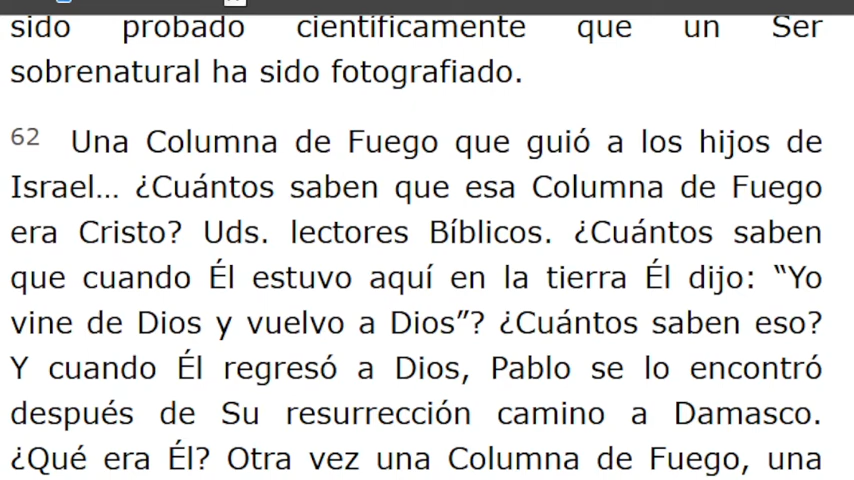 sido probado científicamente que un Ser
sobrenatural ha sido fotografiado.
62 Una Columna de Fuego que guió a los hijos de
Israel... ¿Cuántos saben que esa Columna de Fuego
era Cristo? Uds. lectores Bíblicos. ¿Cuántos saben
que cuando Él estuvo aquí en la tierra Él dijo: “Yo
vine de Dios y vuelvo a Dios”? ¿Cuántos saben eso?
Y cuando Él regresó a Dios, Pablo se lo encontró
después de Su resurrección camino a Damasco.
¿Qué era Él? Otra vez una Columna de Fuego, una